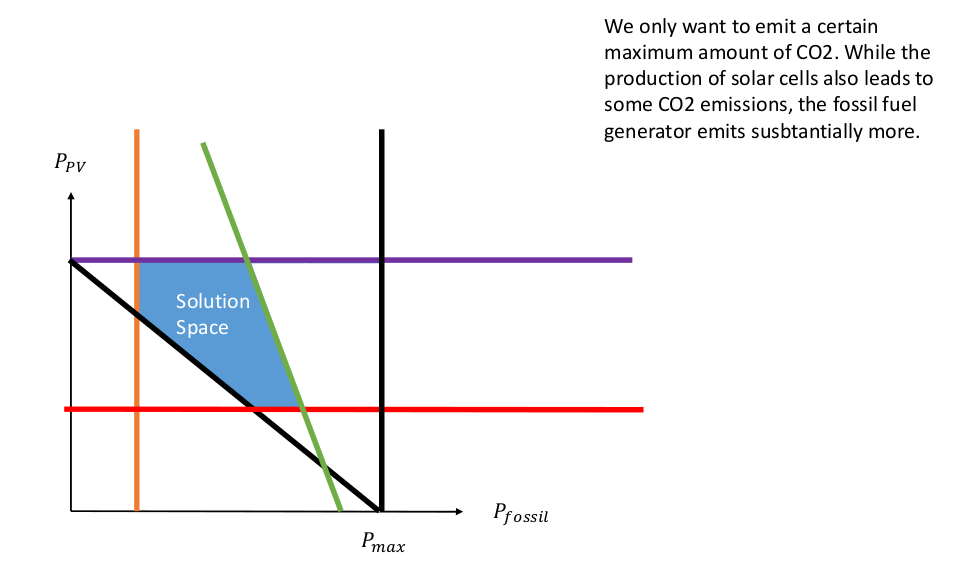 We only want to emit a certain
maximum amount of CO2. While the
production of solar cells also leads to
some CO2 emissions, the fossil fuel
generator emits susbtantially more.
P_PV
Solution
Space
P_fossil
P_max